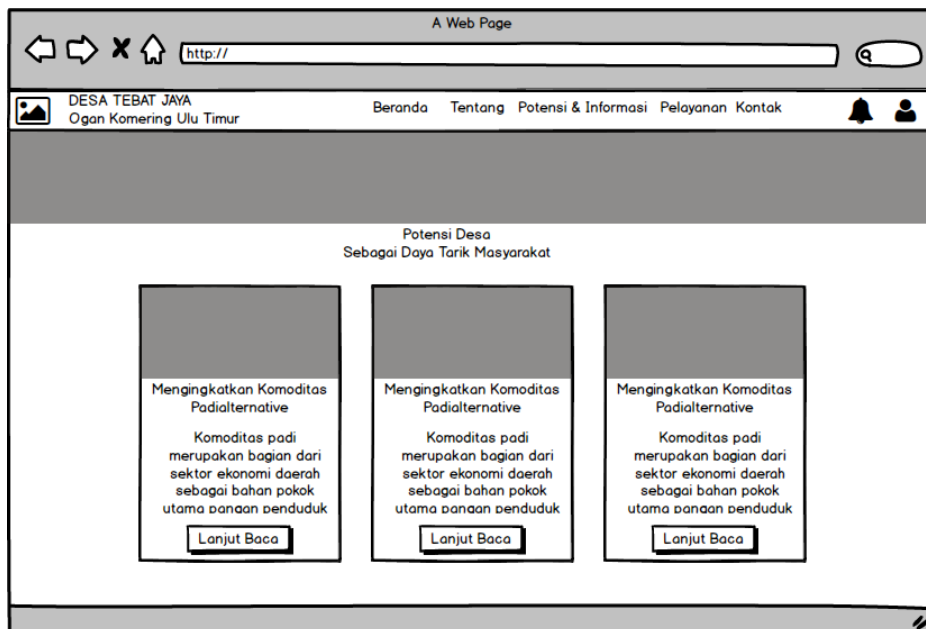 A Web Page
http://
DESA TEBAT JAYA
Ogan Komering Ulu Timur
Beranda Tentang Potensi & Informasi Pelayanan Kontak
Potensi Desa
Sebagai Daya Tarik Masyarakat
Mengingkatkan Komoditas
Padialternative
Komoditas padi
merupakan bagian dari
sektor ekonomi daerah
sebagai bahan pokok
utama pangan penduduk
Lanjut Baca
Mengingkatkan Komoditas
Padialternative
Komoditas padi
merupakan bagian dari
sektor ekonomi daerah
sebagai bahan pokok
utama pangan penduduk
Lanjut Baca
Mengingkatkan Komoditas
Padialternative
Komoditas padi
merupakan bagian dari
sektor ekonomi daerah
sebagai bahan pokok
utama pangan penduduk
Lanjut Baca